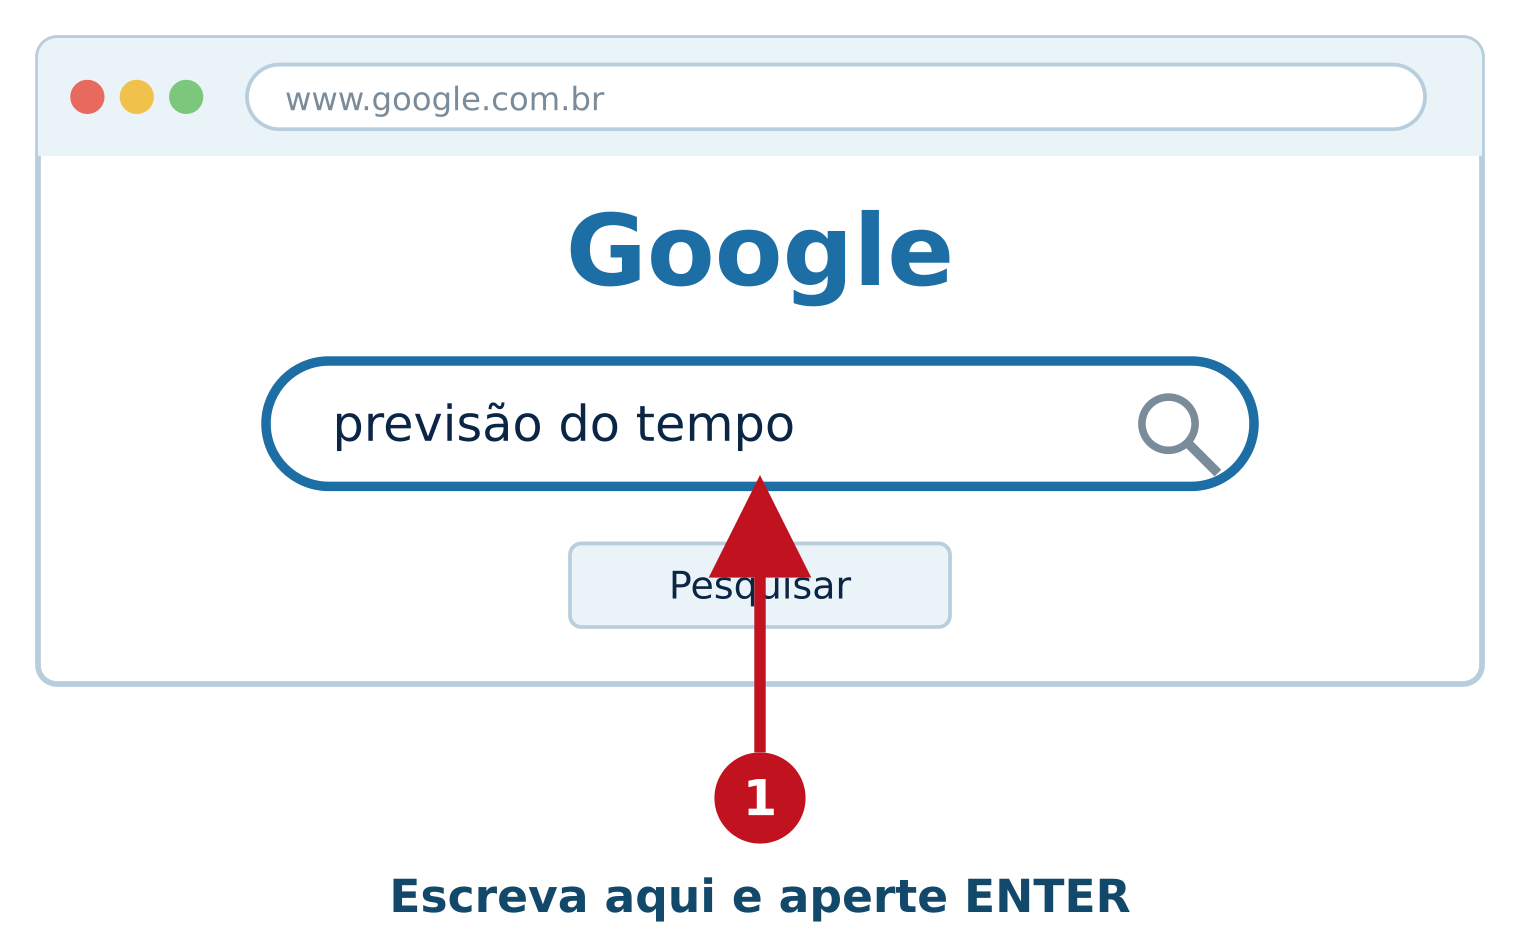 www.google.com.br
Google
previsão do tempo
Pesquisar
1
Escreva aqui e aperte ENTER